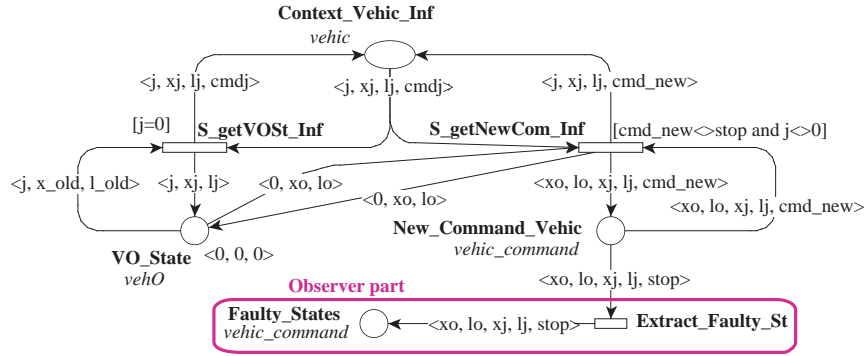 Context_Vehic_Inf
vehic
<j, xj, lj, cmdj>
<j, xj, lj, cmdj>
<j, xj, lj, cmd_new>
[j=0]
S_getVOSt_Inf
S_getNewCom_Inf
[cmd_new<>stop and j<>0]
<j, x_old, l_old>
<j, xj, lj>
<0, xo, lo>
<0, xo, lo>
<xo, lo, xj, lj, cmd_new>
<xo, lo, xj, lj, cmd_new>
VO_State
vehO
<0, 0, 0>
New_Command_Vehic
vehic_command
<xo, lo, xj, lj, stop>
Observer part
Faulty_States
vehic_command
<xo, lo, xj, lj, stop>
Extract_Faulty_St